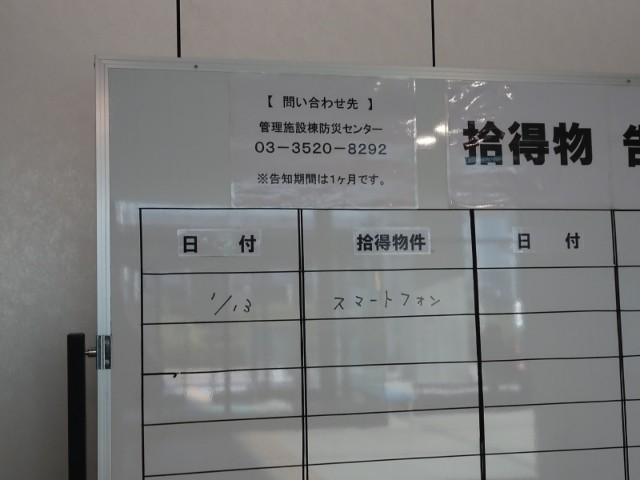 【 問い合わせ先 】
管理施設棟防災センター
03-3520-8292
※告知期間は1ヶ月です。
拾得物 告
日 付 拾得物件 日 付
1/13 スマートフォン